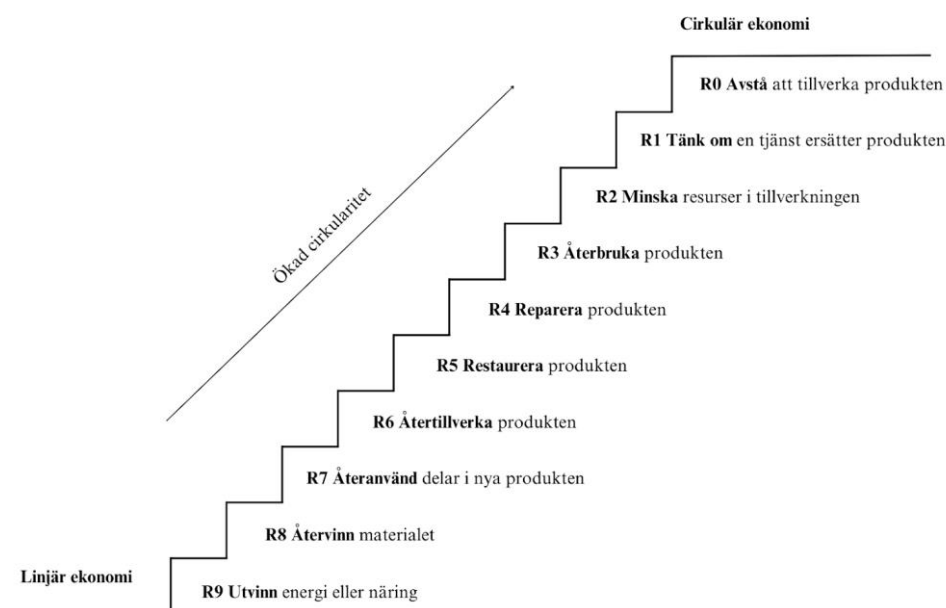 Cirkulär ekonomi
R0 Avstå att tillverka produkten
R1 Tänk om en tjänst ersätter produkten
R2 Minska resurser i tillverkningen
Ökad cirkularitet
R3 Återbruka produkten
R4 Reparera produkten
R5 Restaurera produkten
R6 Återtillverka produkten
R7 Återanvänd delar i nya produkten
R8 Återvinn materialet
Linjär ekonomi
R9 Utvinn energi eller näring